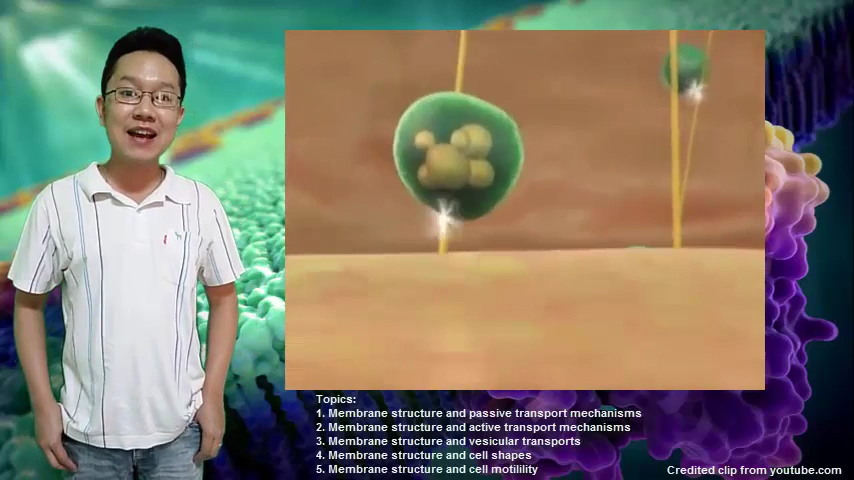 Topics:
1. Membrane structure and passive transport mechanisms
2. Membrane structure and active transport mechanisms
3. Membrane structure and vesicular transports
4. Membrane structure and cell shapes
5. Membrane structure and cell motilility
Credited clip from youtube.com